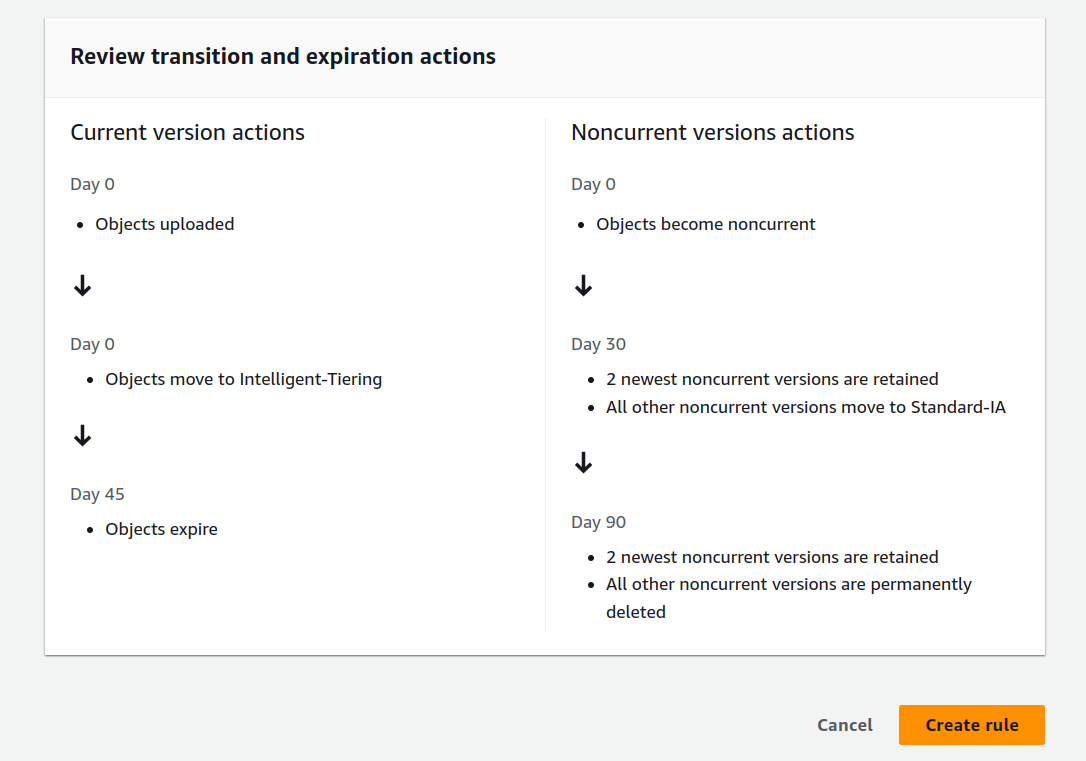 Review transition and expiration actions
Current version actions
Day 0
Objects uploaded
Day 0
Objects move to Intelligent-Tiering
Day 45
Objects expire
Noncurrent versions actions
Day 0
Objects become noncurrent
Day 30
2 newest noncurrent versions are retained
All other noncurrent versions move to Standard-IA
Day 90
2 newest noncurrent versions are retained
All other noncurrent versions are permanently
deleted
Cancel
Create rule